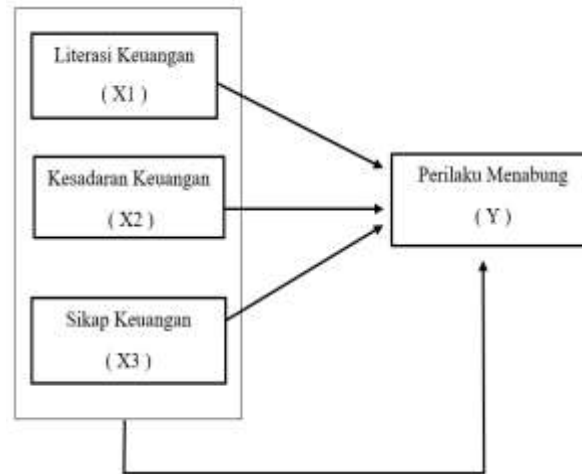 Literasi Keuangan
( X1 )
Kesadaran Keuangan
( X2 )
Sikap Keuangan
( X3 )
Perilaku Menabung
( Y )